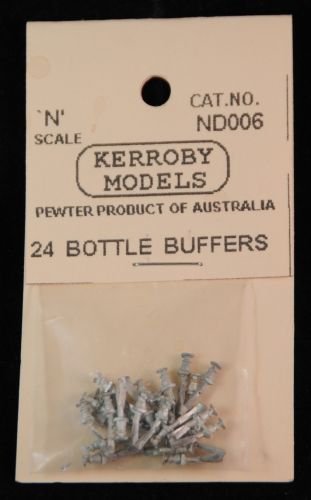 'N'
SCALE
CAT.NO.
ND006
KERROBY
MODELS
PEWTER PRODUCT OF AUSTRALIA
24 BOTTLE BUFFERS